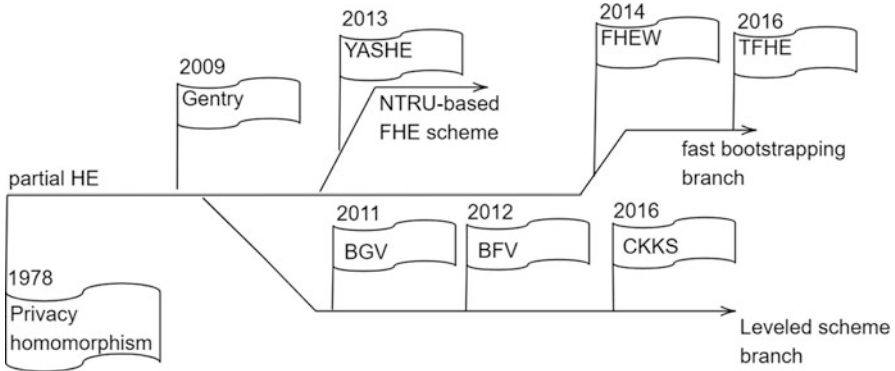 2013
YASHE
2014
FHEW
2016
TFHE
2009
Gentry
NTRU-based
FHE scheme
fast bootstrapping
branch
partial HE
2011
BGV
2012
BFV
2016
CKKS
1978
Privacy
homomorphism
Leveled scheme
branch